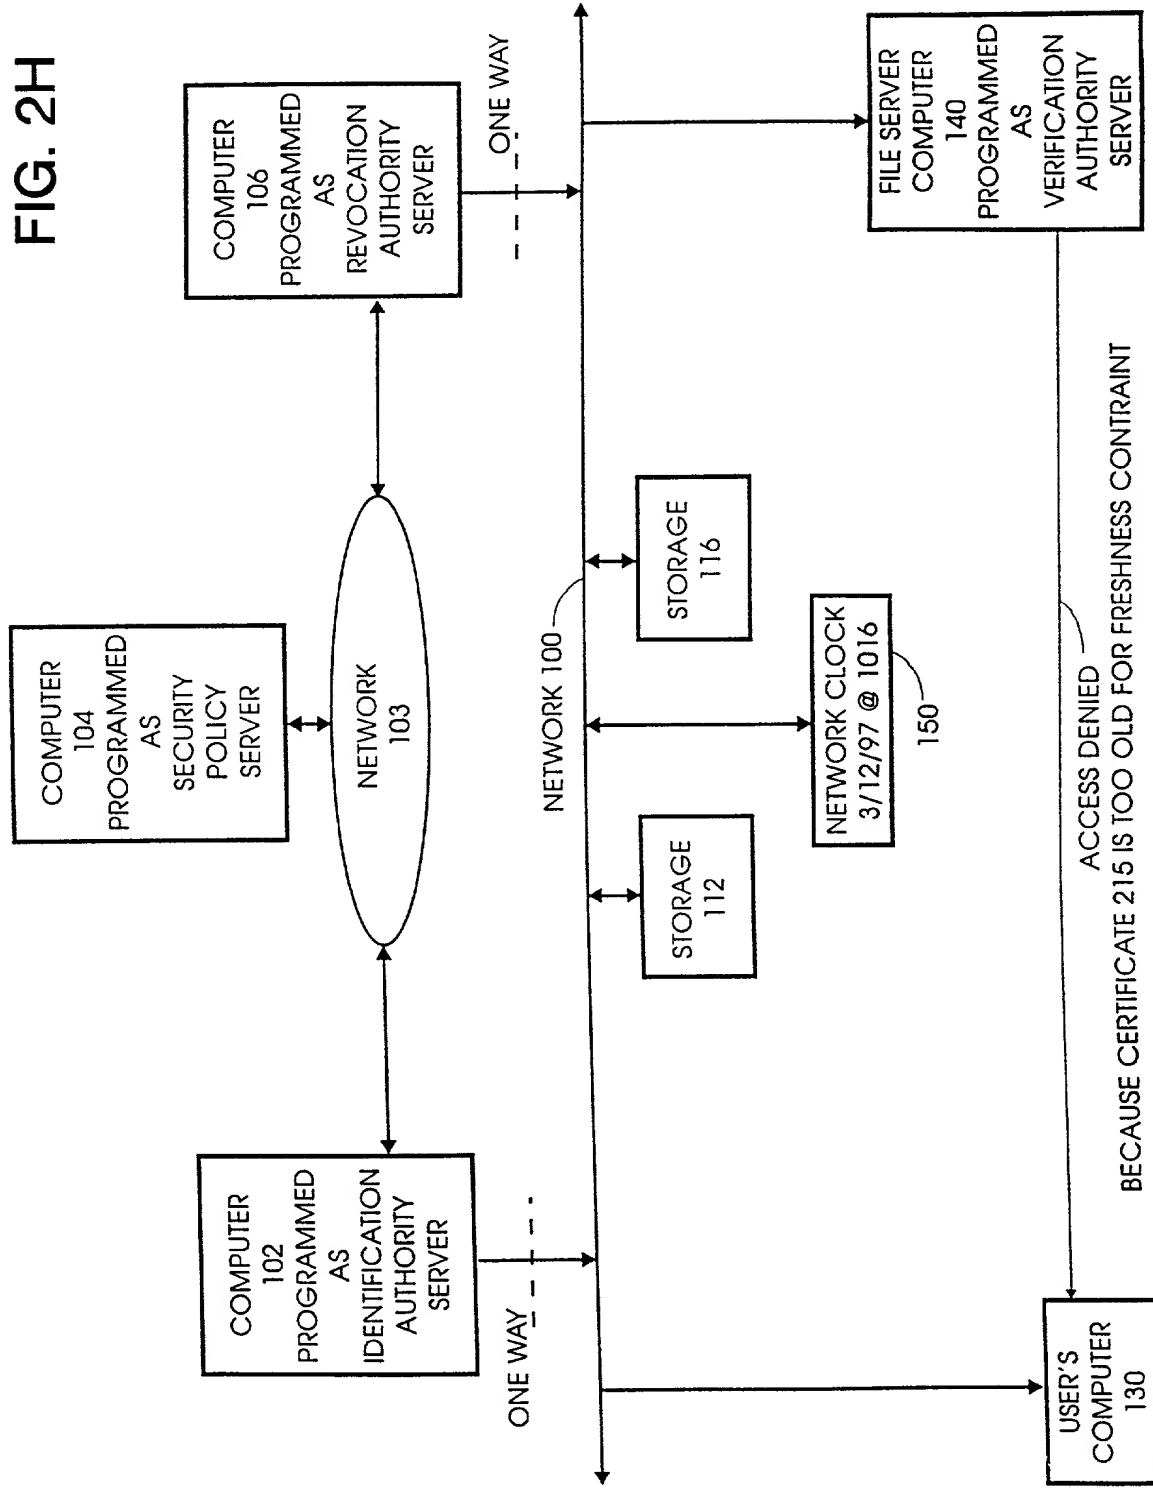 FIG. 2H
COMPUTER
104
PROGRAMMED
AS
SECURITY
POLICY
SERVER
COMPUTER
102
PROGRAMMED
AS
IDENTIFICATION
AUTHORITY
SERVER
NETWORK
103
COMPUTER
106
PROGRAMMED
AS
REVOCATION
AUTHORITY
SERVER
ONE WAY
ONE WAY
NETWORK 100
STORAGE
112
STORAGE
116
NETWORK CLOCK
3/12/97 @ 1016
150
FILE SERVER
COMPUTER
140
PROGRAMMED
AS
VERIFICATION
AUTHORITY
SERVER
USER'S
COMPUTER
130
ACCESS DENIED
BECAUSE CERTIFICATE 215 IS TOO OLD FOR FRESHNESS CONTRAINT